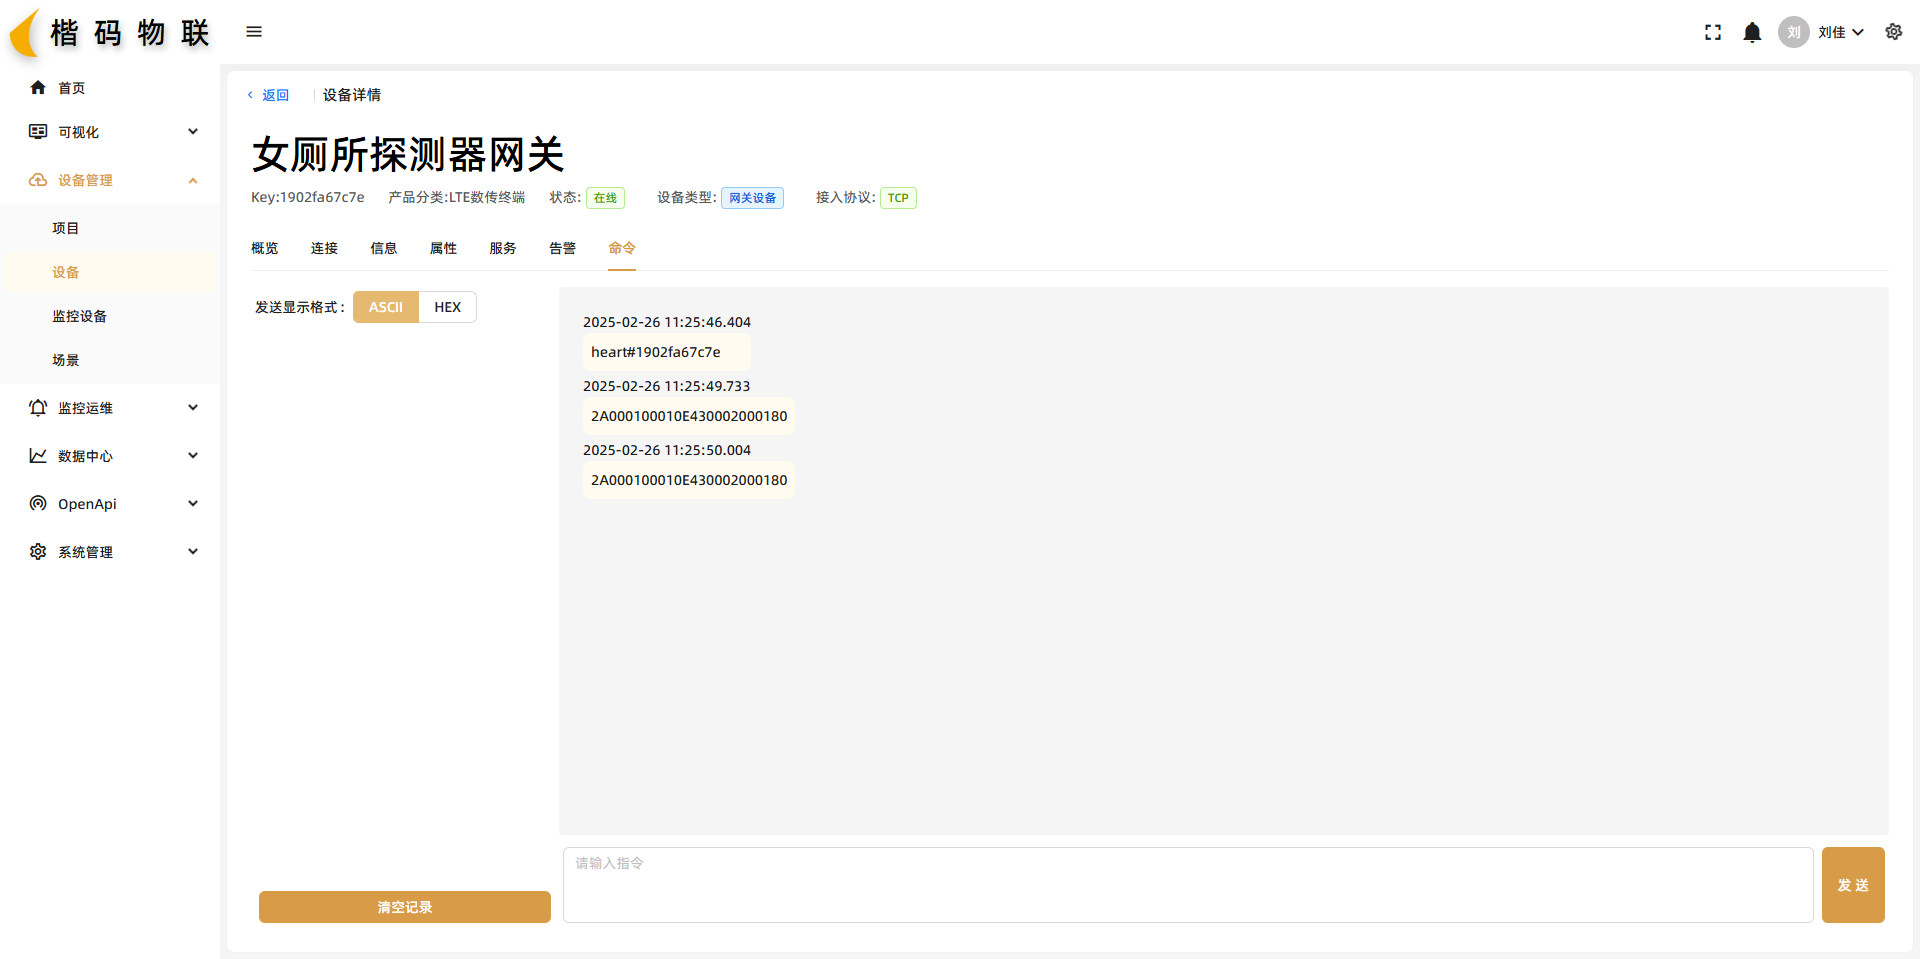 楷码物联
刘 刘佳
首页
可视化
设备管理
项目
设备
监控设备
场景
监控运维
数据中心
OpenApi
系统管理
返回 设备详情
女厕所探测器网关
Key:1902fa67c7e 产品分类:LTE数传终端 状态: 在线 设备类型: 网关设备 接入协议: TCP
概览 连接 信息 属性 服务 告警 命令
发送显示格式: ASCII HEX
2025-02-26 11:25:46.404
heart#1902fa67c7e
2025-02-26 11:25:49.733
2A000100010E430002000180
2025-02-26 11:25:50.004
2A000100010E430002000180
请输入指令
发 送
清空记录